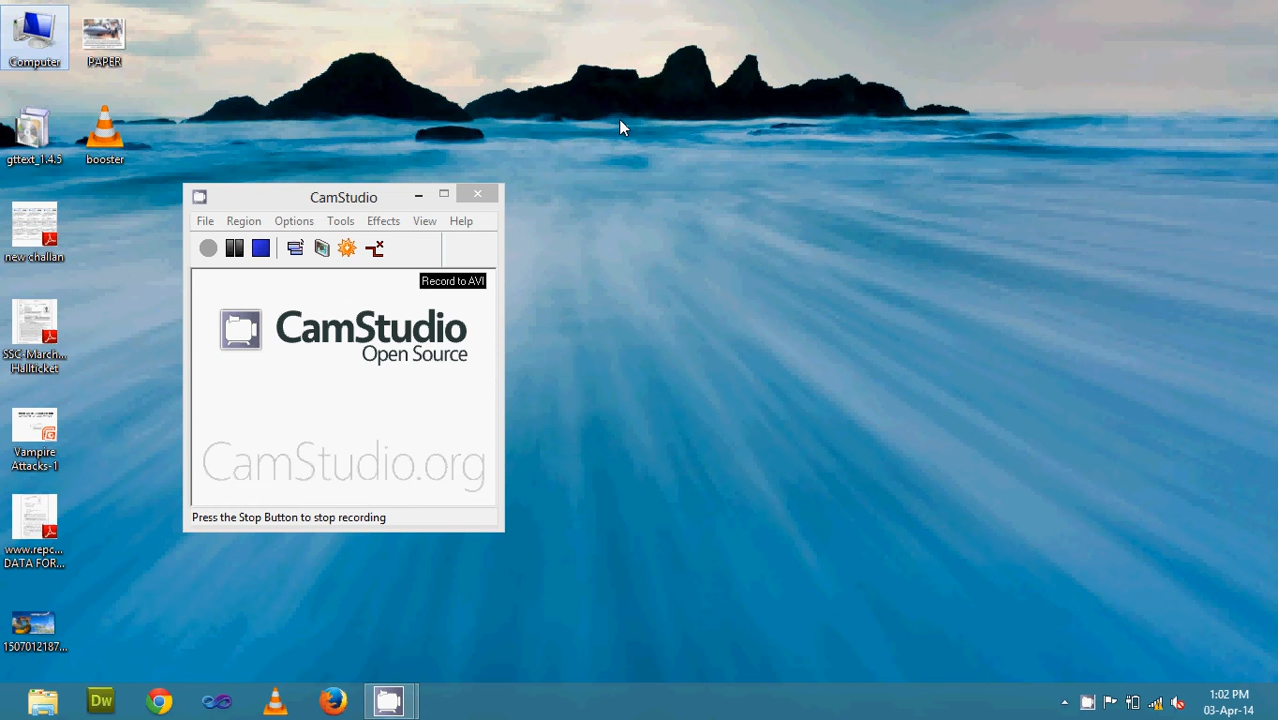 Computer
PAPER
gttext_1.4.5
booster
new challan
SSC-March...
Hallticket
Vampire
Attacks-1
www.repc...
DATA FOR...
1507012187...
CamStudio
File Region Options Tools Effects View Help
Record to AVI
CamStudio
Open Source
CamStudio.org
Press the Stop Button to stop recording
Dw
1:02 PM
03-Apr-14